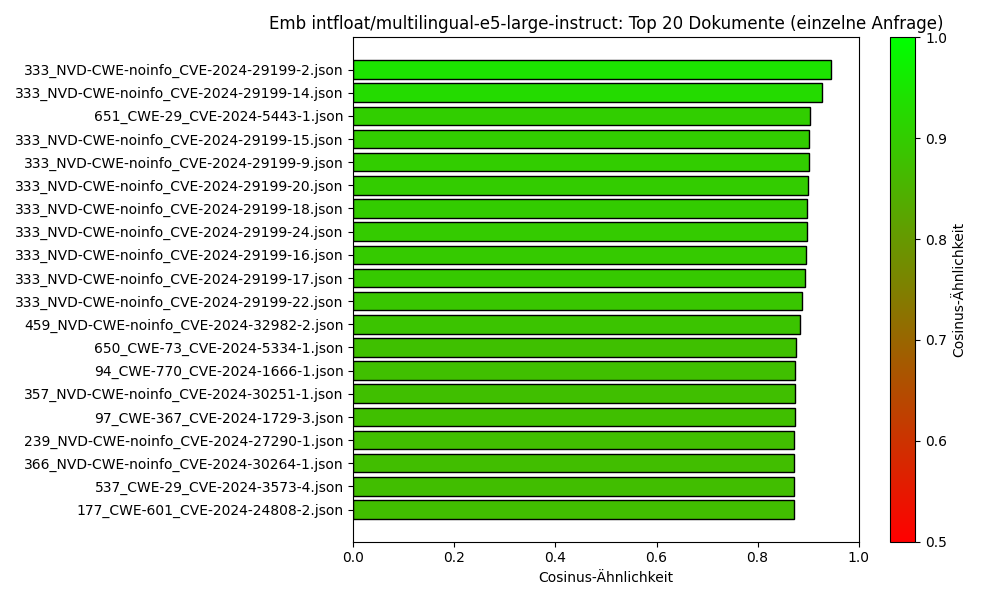 Emb intfloat/multilingual-e5-large-instruct: Top 20 Dokumente (einzelne Anfrage)
333_NVD-CWE-noinfo_CVE-2024-29199-2.json
333_NVD-CWE-noinfo_CVE-2024-29199-14.json
651_CWE-29_CVE-2024-5443-1.json
333_NVD-CWE-noinfo_CVE-2024-29199-15.json
333_NVD-CWE-noinfo_CVE-2024-29199-9.json
333_NVD-CWE-noinfo_CVE-2024-29199-20.json
333_NVD-CWE-noinfo_CVE-2024-29199-18.json
333_NVD-CWE-noinfo_CVE-2024-29199-24.json
333_NVD-CWE-noinfo_CVE-2024-29199-16.json
333_NVD-CWE-noinfo_CVE-2024-29199-17.json
333_NVD-CWE-noinfo_CVE-2024-29199-22.json
459_NVD-CWE-noinfo_CVE-2024-32982-2.json
650_CWE-73_CVE-2024-5334-1.json
94_CWE-770_CVE-2024-1666-1.json
357_NVD-CWE-noinfo_CVE-2024-30251-1.json
97_CWE-367_CVE-2024-1729-3.json
239_NVD-CWE-noinfo_CVE-2024-27290-1.json
366_NVD-CWE-noinfo_CVE-2024-30264-1.json
537_CWE-29_CVE-2024-3573-4.json
177_CWE-601_CVE-2024-24808-2.json
0.0 0.2 0.4 0.6 0.8 1.0
Cosinus-Ähnlichkeit
1.0
0.9
0.8
0.7
0.6
0.5
Cosinus-Ähnlichkeit